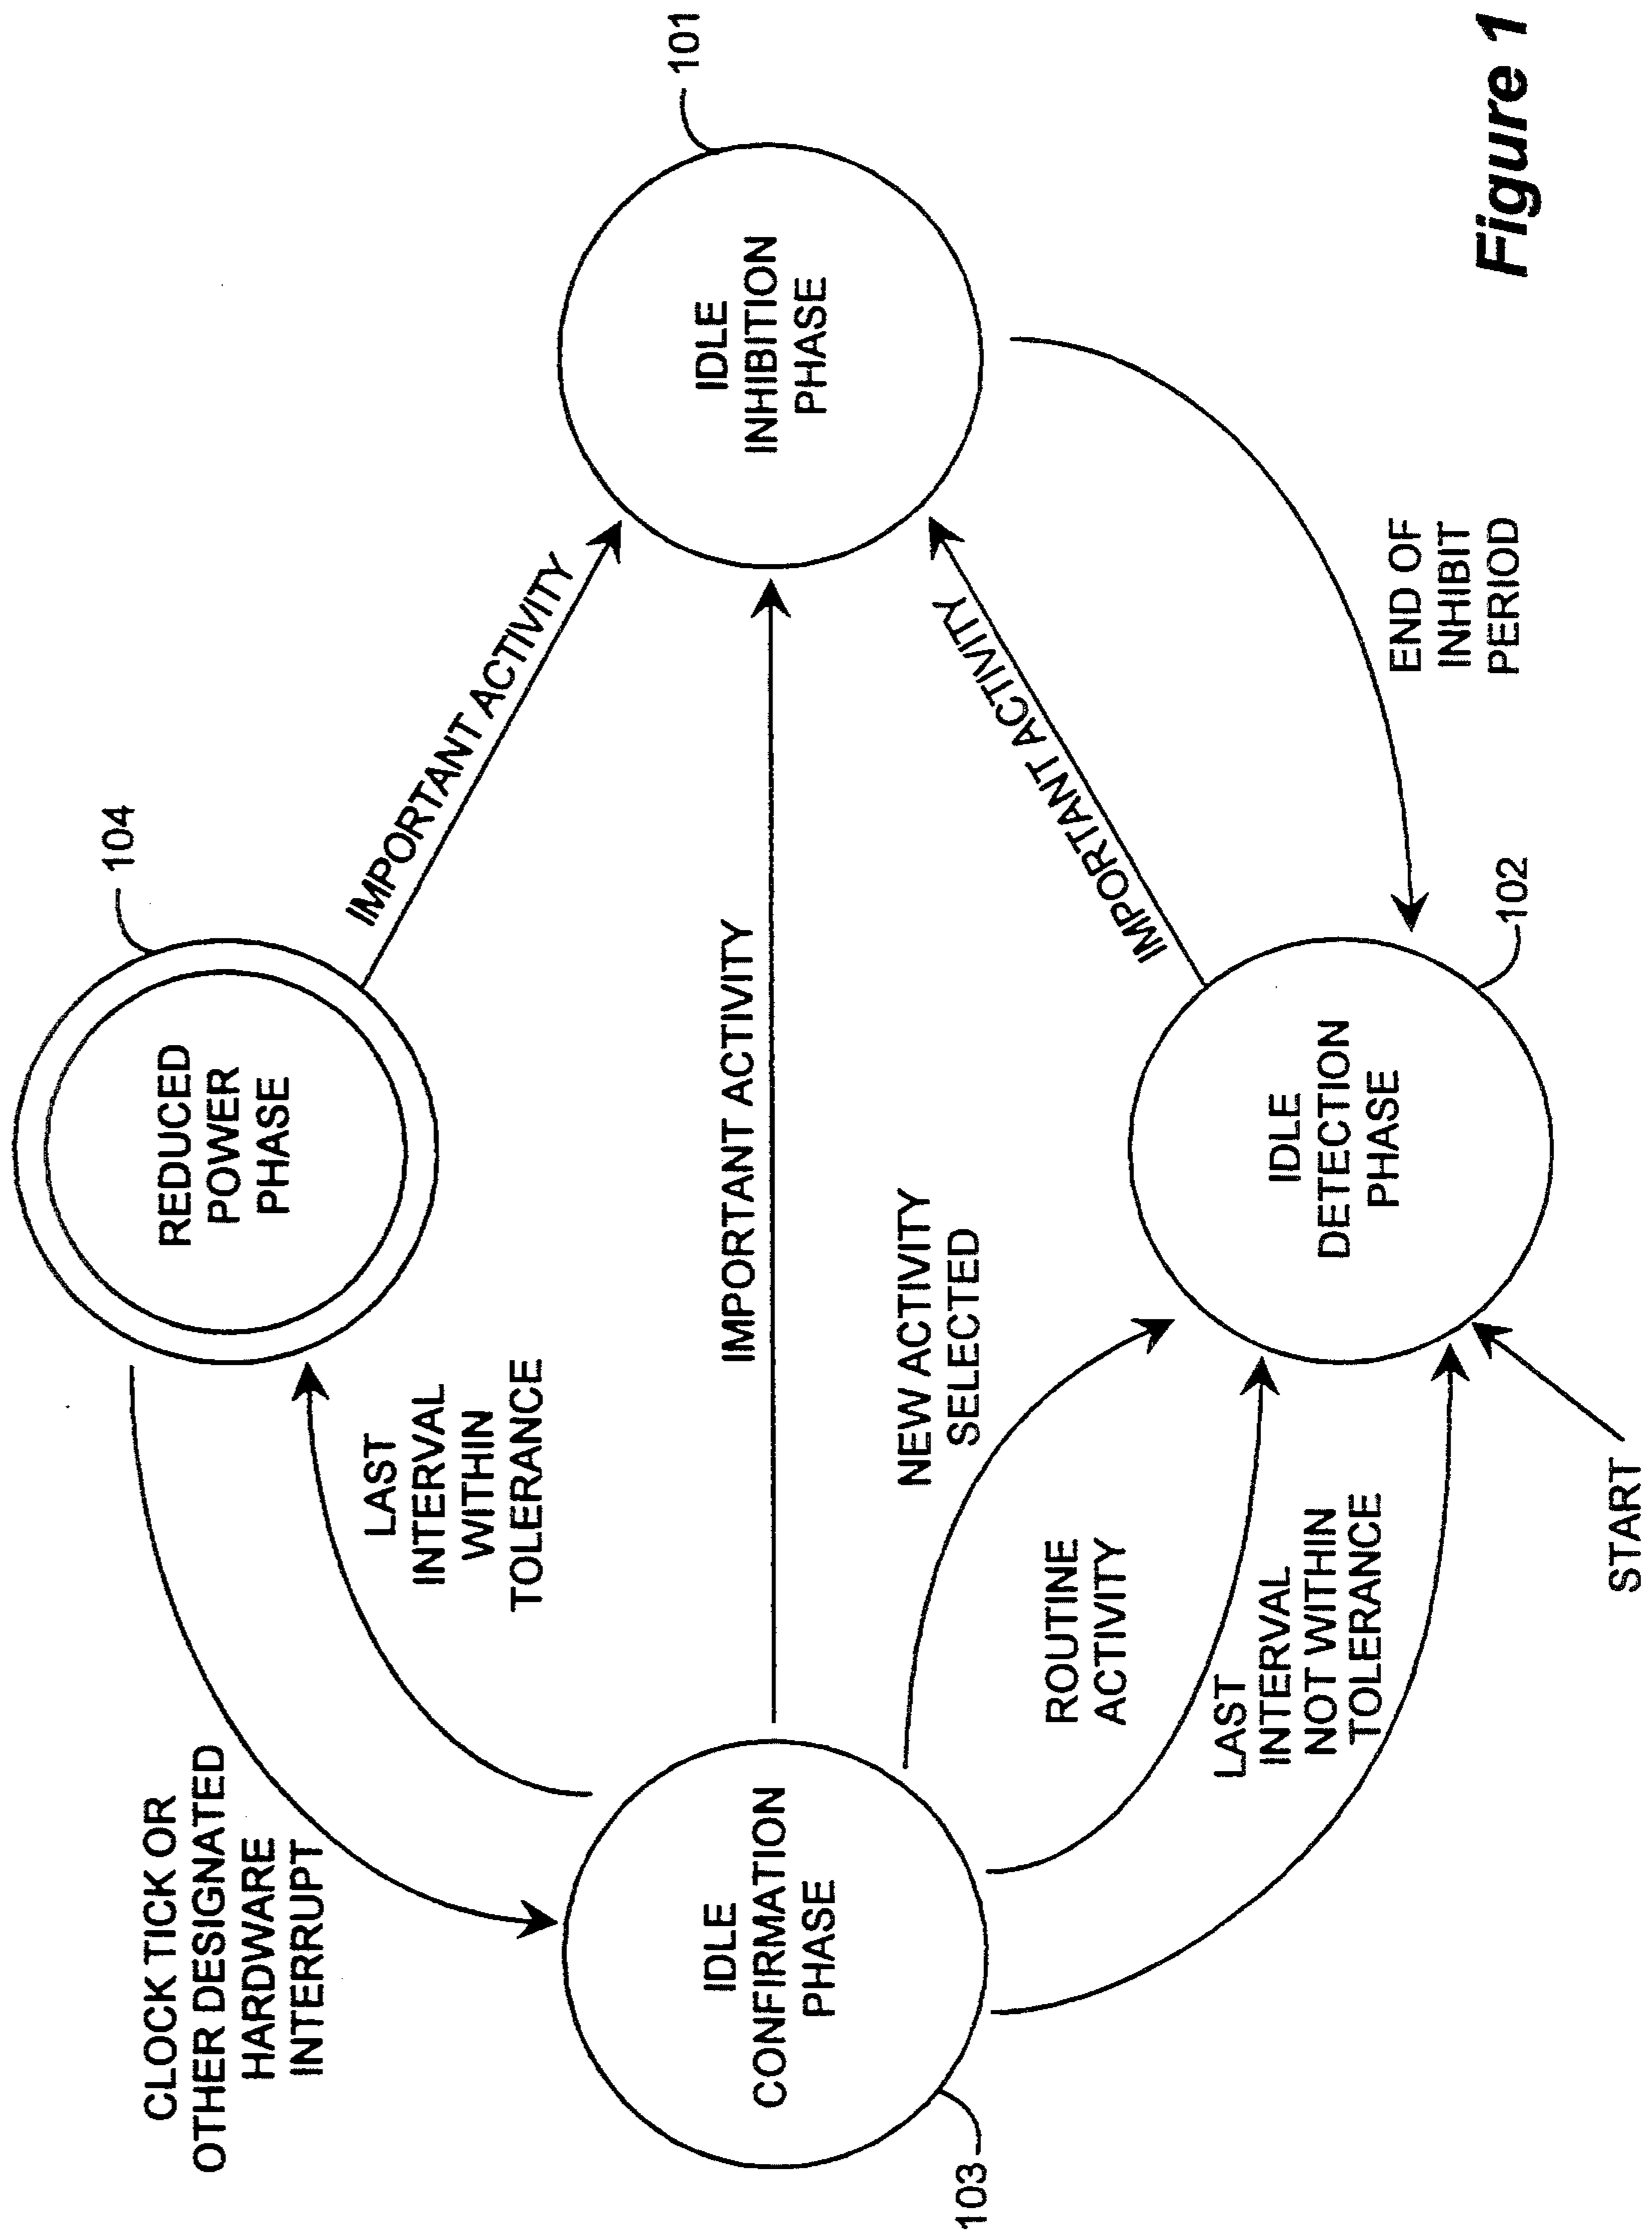 CLOCK TICK OR
OTHER DESIGNATED
HARDWARE
INTERRUPT
REDUCED
POWER
PHASE
104
LAST
INTERVAL
WITHIN
TOLERANCE
IMPORTANT ACTIVITY
IDLE
CONFIRMATION
PHASE
103
IMPORTANT ACTIVITY
IDLE
INHIBITION
PHASE
101
NEW ACTIVITY
SELECTED
ROUTINE
ACTIVITY
LAST
INTERVAL
NOT WITHIN
TOLERANCE
IMPORTANT ACTIVITY
IDLE
DETECTION
PHASE
102
END OF
INHIBIT
PERIOD
START
Figure 1